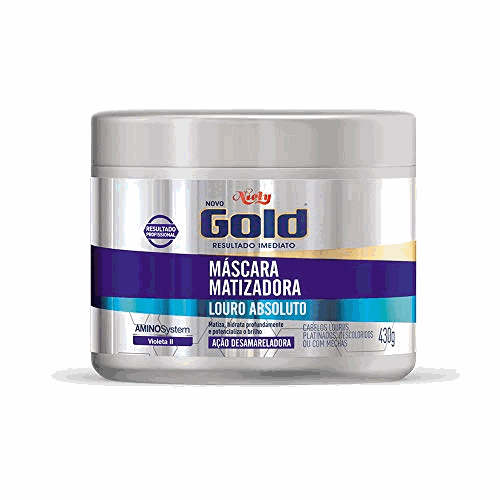 Niely
NOVO
Gold
RESULTADO IMEDIATO
RESULTADO
PROFISSIONAL
MÁSCARA
MATIZADORA
LOURO ABSOLUTO
AMINOSystem
Violeta II
Matiza, hidrata profundamente
e potencializa o brilho
AÇÃO DESAMARELADORA
CABELOS LOUROS,
PLATINADOS, DESCOLORIDOS
OU COM MECHAS
430g